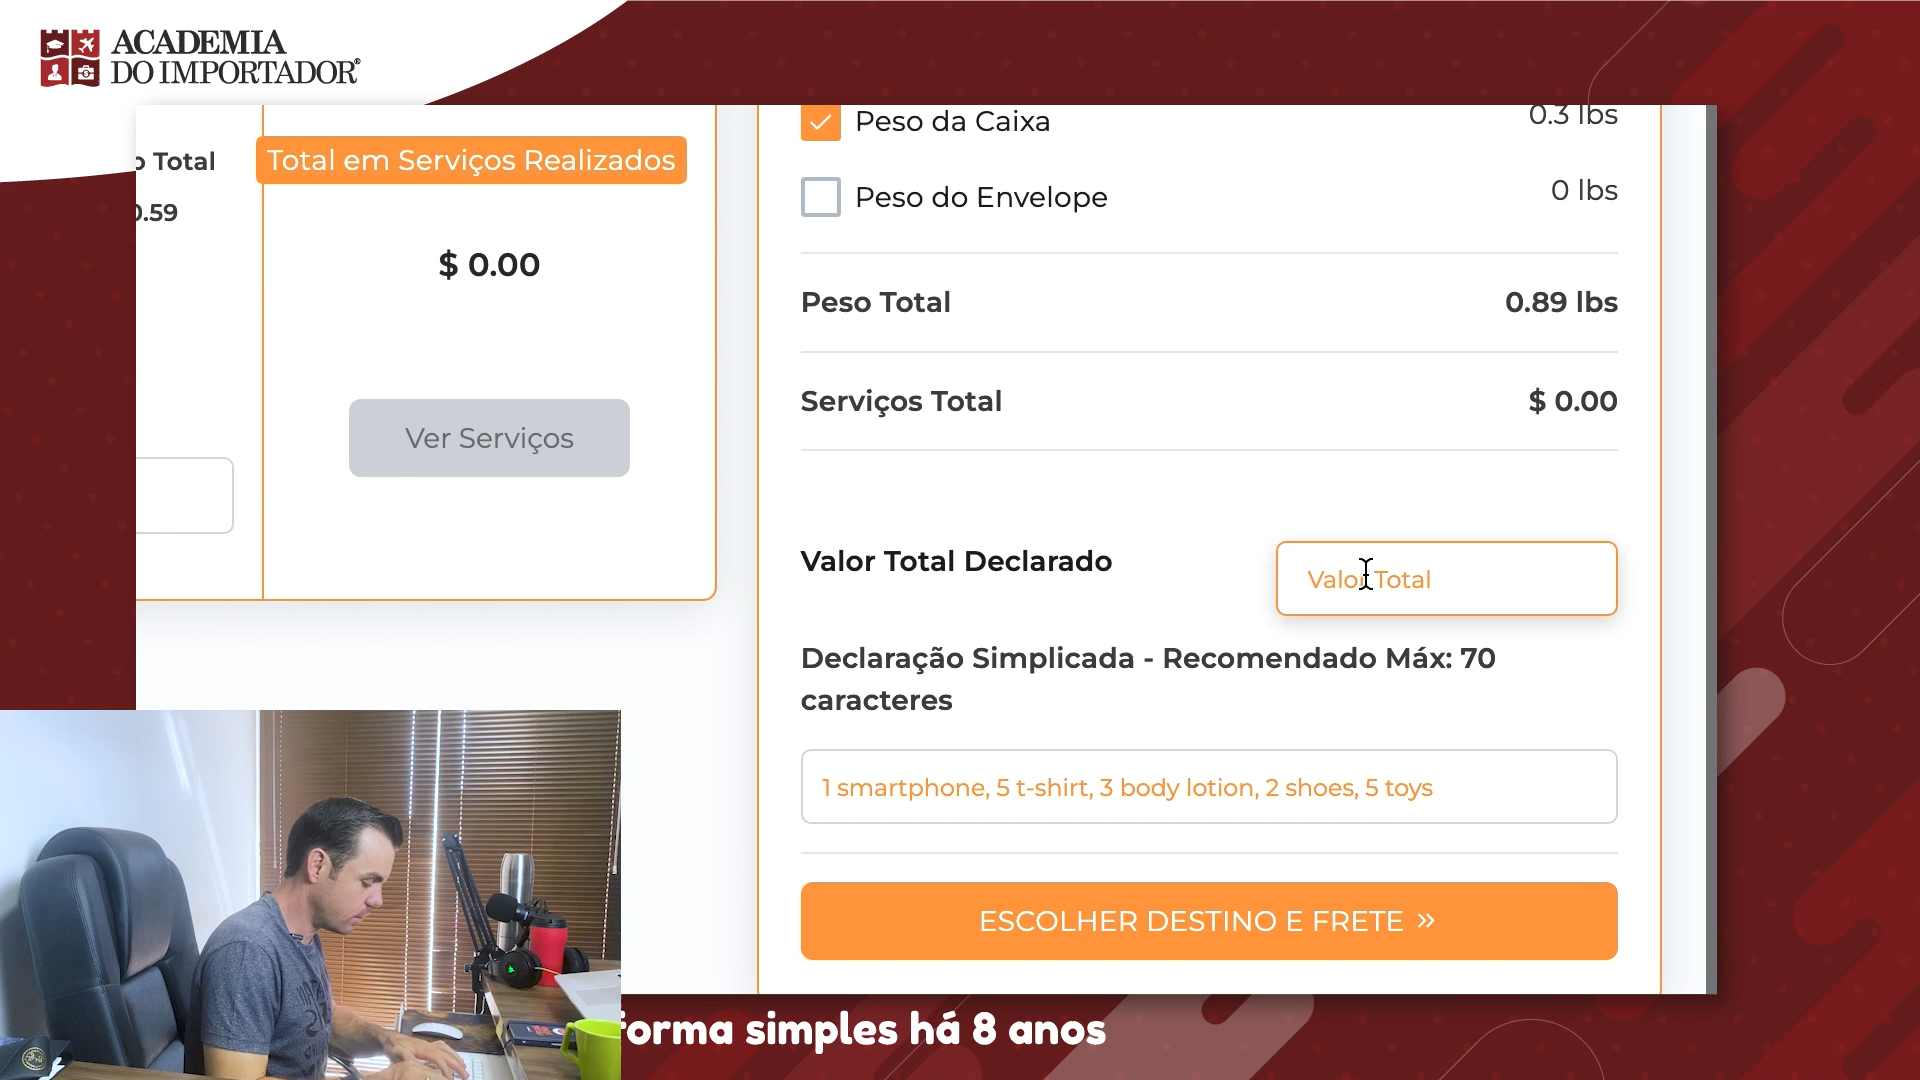 ACADEMIA
DO IMPORTADOR®
o Total
0.59
Total em Serviços Realizados
$ 0.00
Ver Serviços
Peso da Caixa
0.3 lbs
Peso do Envelope
0 lbs
Peso Total
0.89 lbs
Serviços Total
$ 0.00
Valor Total Declarado
Valor Total
Declaração Simplicada - Recomendado Máx: 70
caracteres
1 smartphone, 5 t-shirt, 3 body lotion, 2 shoes, 5 toys
ESCOLHER DESTINO E FRETE »
forma simples há 8 anos